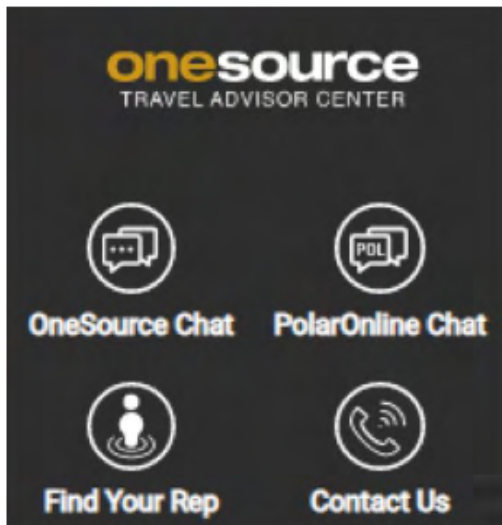 onesource
TRAVEL ADVISOR CENTER
POL
OneSource Chat
PolarOnline Chat
Find Your Rep
Contact Us